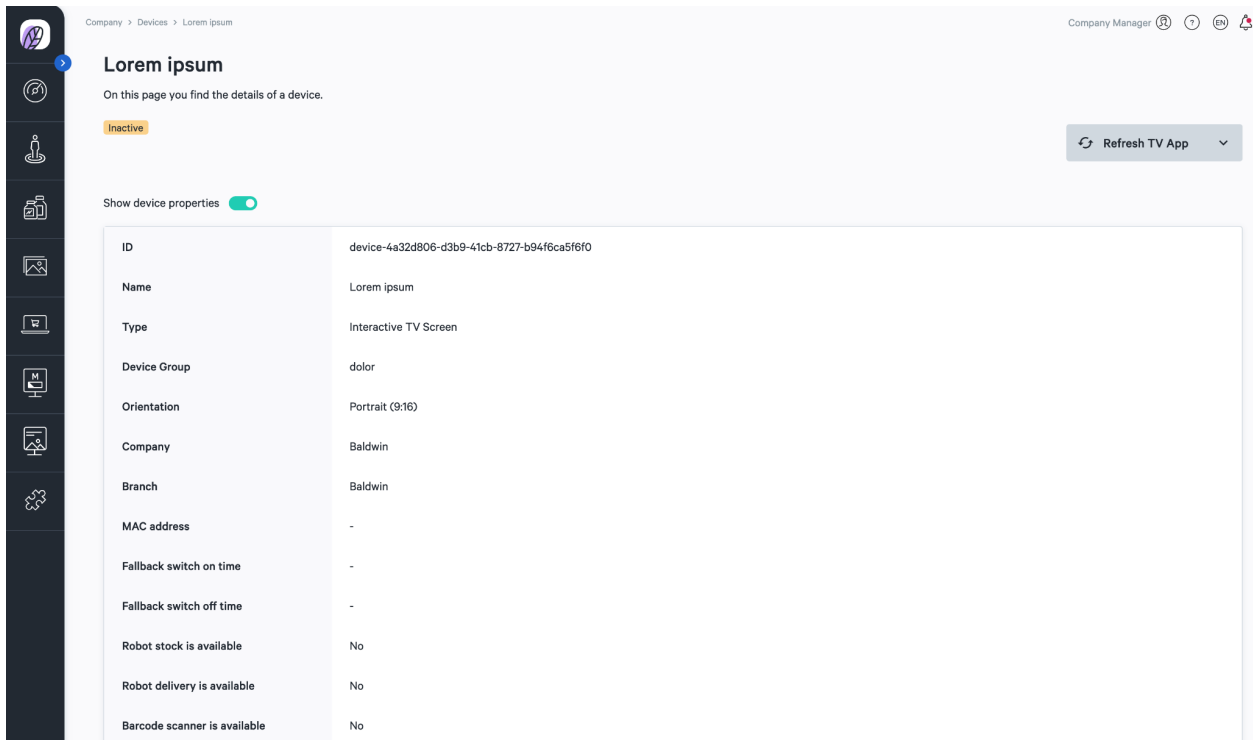 Company > Devices > Lorem ipsum
Company Manager
?
EN
Lorem ipsum
On this page you find the details of a device.
Inactive
Refresh TV App
Show device properties
ID device-4a32d806-d3b9-41cb-8727-b94f6ca5f6f0
Name Lorem ipsum
Type Interactive TV Screen
Device Group dolor
Orientation Portrait (9:16)
Company Baldwin
Branch Baldwin
MAC address -
Fallback switch on time -
Fallback switch off time -
Robot stock is available No
Robot delivery is available No
Barcode scanner is available No
M